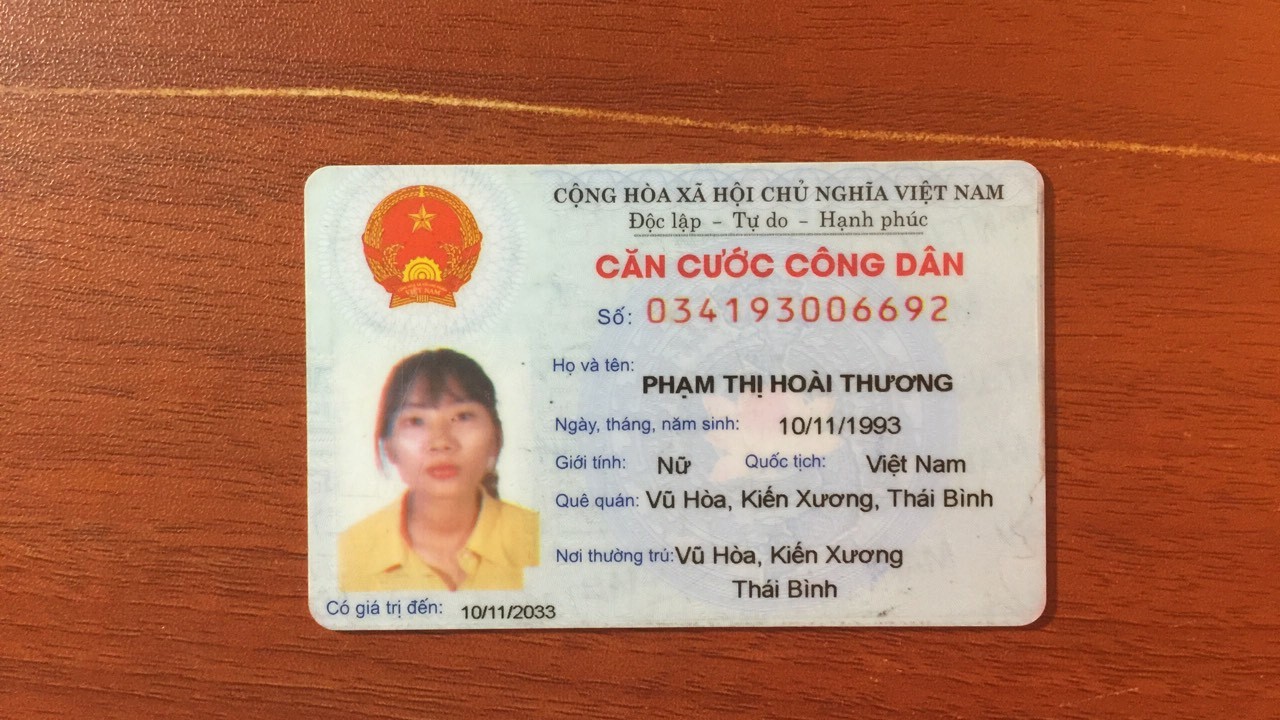 CỘNG HÒA XÃ HỘI CHỦ NGHĨA VIỆT NAM
Độc lập - Tự do - Hạnh phúc
CĂN CƯỚC CÔNG DÂN
Số: 034193006692
Họ và tên:
PHẠM THỊ HOÀI THƯƠNG
Ngày, tháng, năm sinh: 10/11/1993
Giới tính: Nữ Quốc tịch: Việt Nam
Quê quán: Vũ Hòa, Kiến Xương, Thái Bình
Nơi thường trú: Vũ Hòa, Kiến Xương
Thái Bình
Có giá trị đến: 10/11/2033
VIỆT NAM